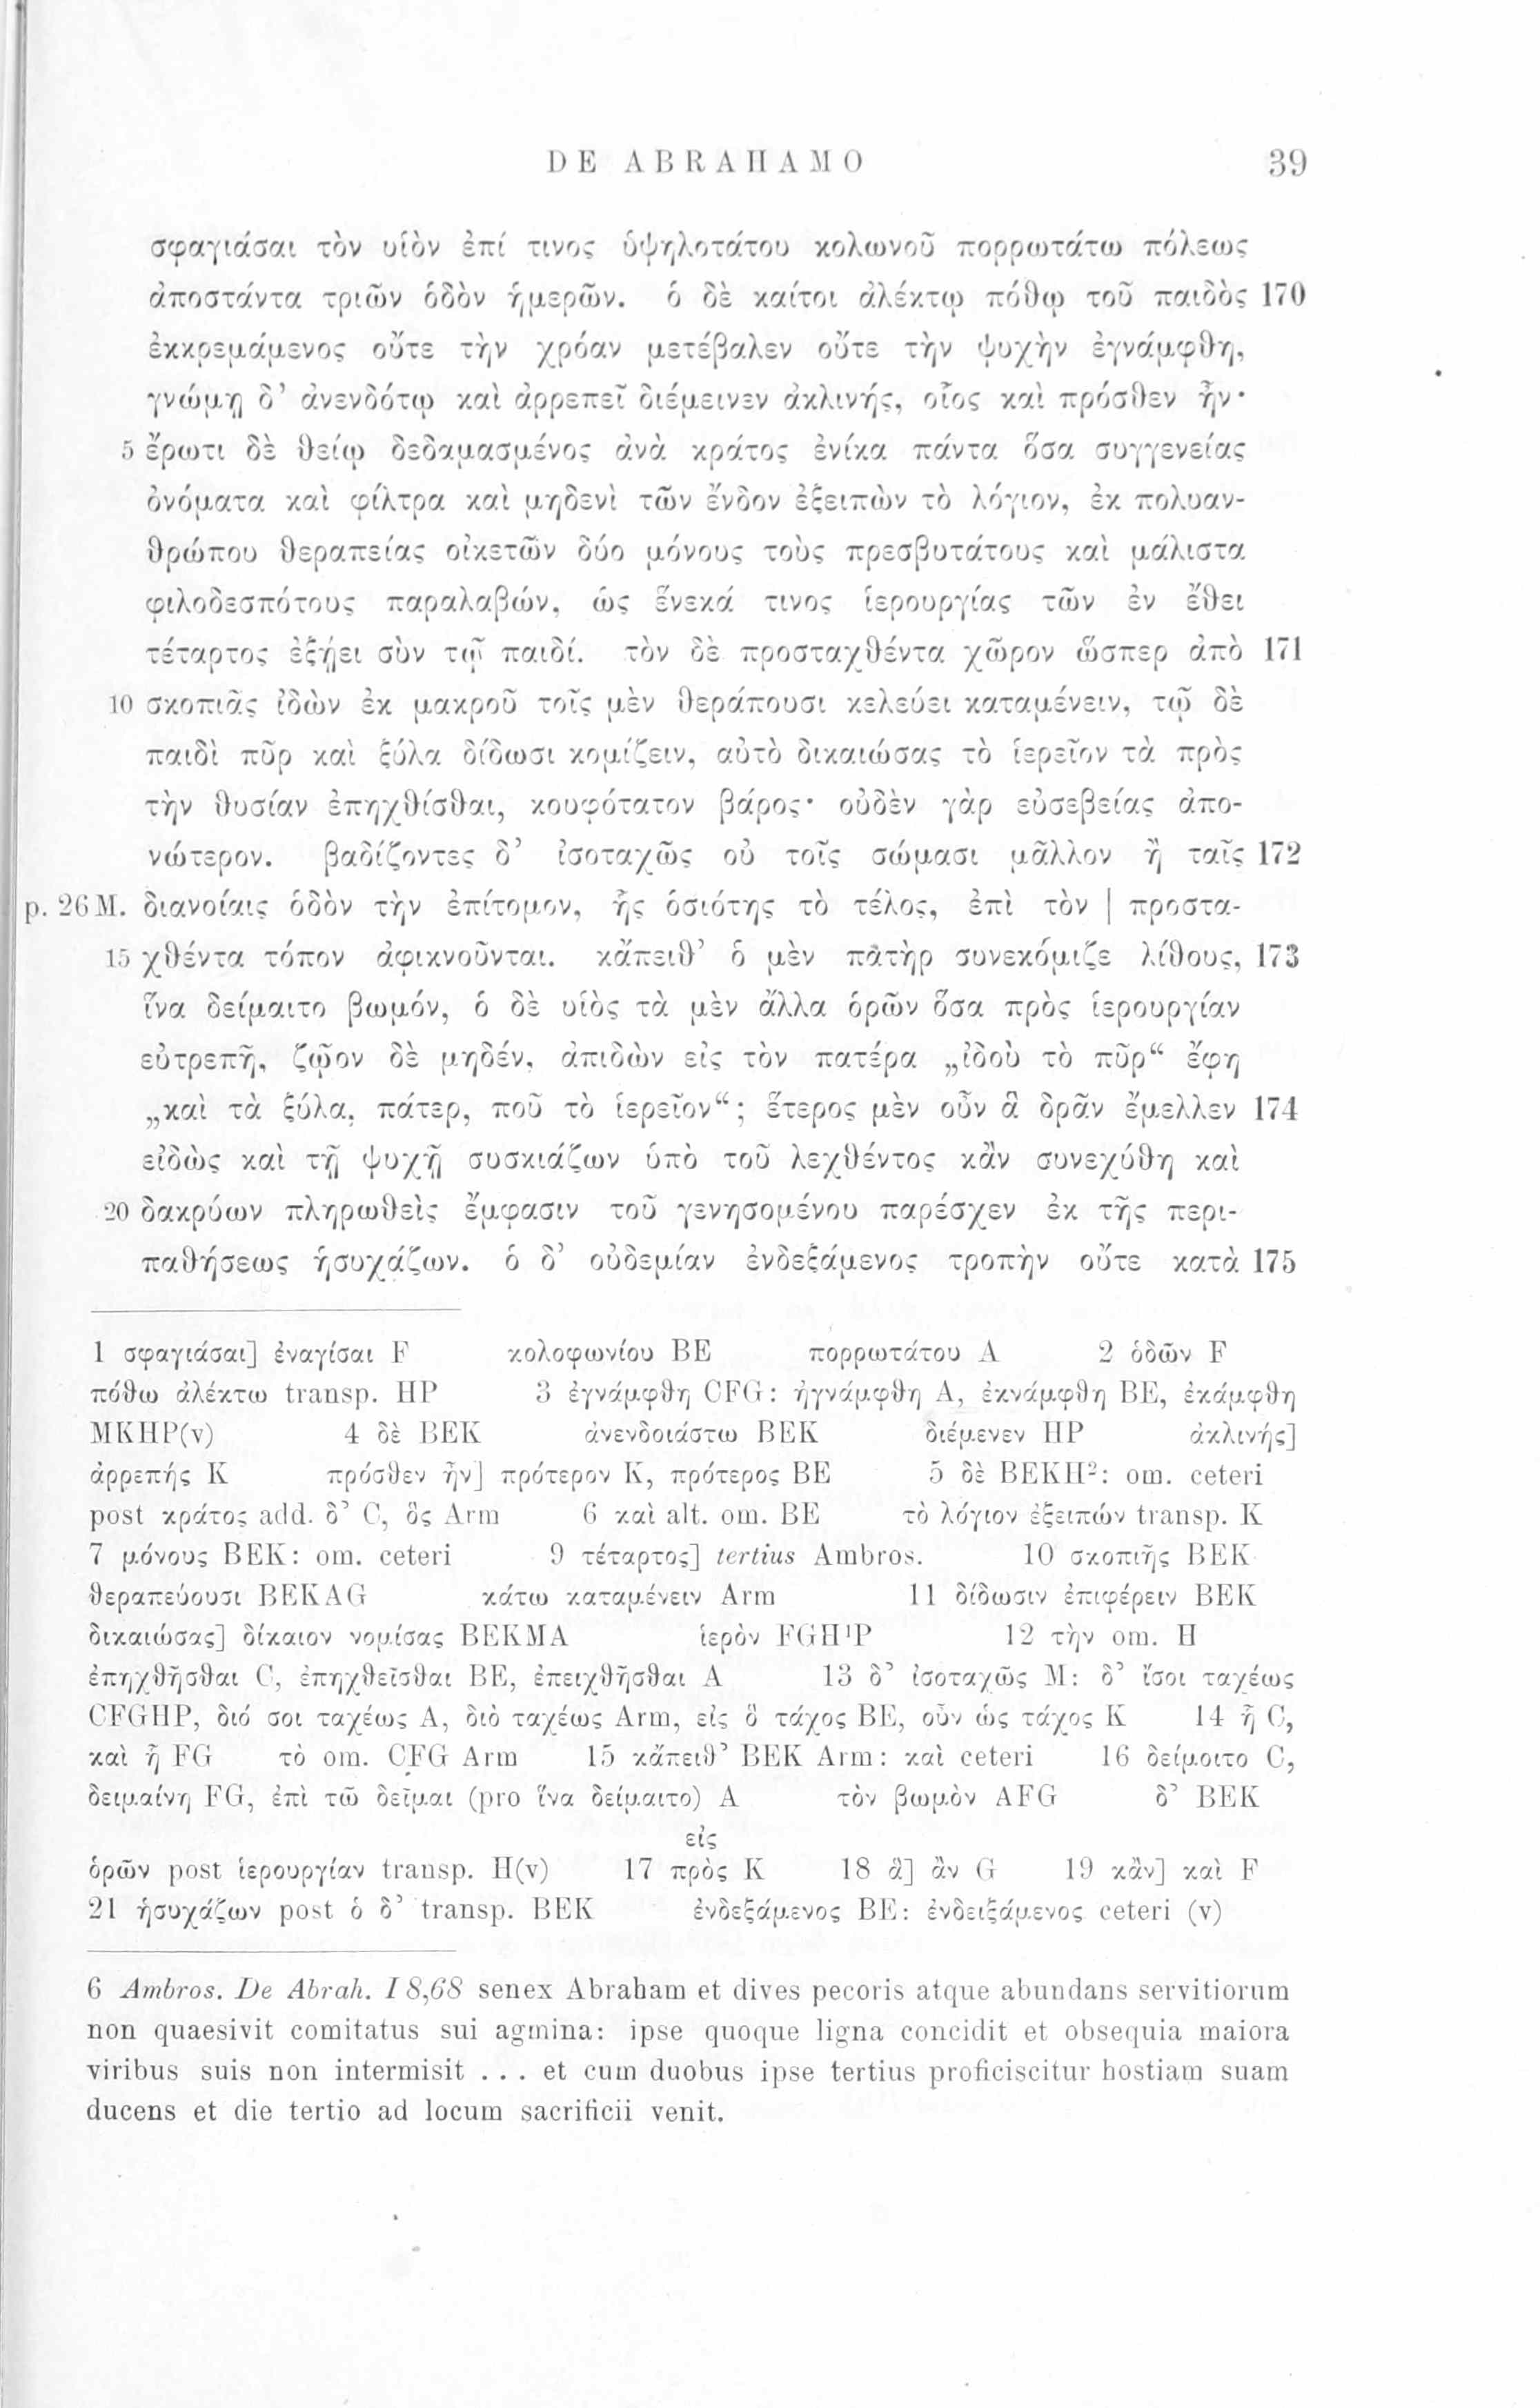 DE ABRAHAMO 39
σφαγιάσαι τὸν υἱὸν ἐπί τινος ὑψηλοτάτου κολωνοῦ πορρωτάτω πόλεως
ἀποστάντα τριῶν ὁδὸν ἡμερῶν. ὁ δὲ καίτοι ἀλέκτῳ πόθῳ τοῦ παιδὸς 170
ἐκκρεμάμενος οὔτε τὴν χρόαν μετέβαλεν οὔτε τὴν ψυχὴν ἐγνάμφθη,
γνώμῃ δ’ ἀνενδότῳ καὶ ἀρρεπεῖ διέμεινεν ἀκλινής, οἷος καὶ πρόσθεν ἦν·
5 ἔρωτι δὲ θείῳ δεδαμασμένος ἀνὰ κράτος ἐνίκα πάντα ὅσα συγγενείας
ὀνόματα καὶ φίλτρα καὶ μηδενὶ τῶν ἔνδον ἐξειπὼν τὸ λόγιον, ἐκ πολυαν-
θρώπου θεραπείας οἰκετῶν δύο μόνους τοὺς πρεσβυτάτους καὶ μάλιστα
φιλοδεσπότους παραλαβών, ὡς ἕνεκά τινος ἱερουργίας τῶν ἐν ἔθει
τέταρτος ἐξῄει σὺν τῷ παιδί. τὸν δὲ προσταχθέντα χῶρον ὥσπερ ἀπὸ 171
10 σκοπιᾶς ἰδὼν ἐκ μακροῦ τοῖς μὲν θεράπουσι κελεύει καταμένειν, τῷ δὲ
παιδὶ πῦρ καὶ ξύλα δίδωσι κομίζειν, αὐτὸ δικαιώσας τὸ ἱερεῖον τὰ πρὸς
τὴν θυσίαν ἐπηχθίσθαι, κουφότατον βάρος· οὐδὲν γὰρ εὐσεβείας ἀπο-
νώτερον. βαδίζοντες δ’ ἰσοταχῶς οὐ τοῖς σώμασι μᾶλλον ἢ ταῖς 172
p. 26 M. διανοίαις ὁδὸν τὴν ἐπίτομον, ἧς ὁσιότης τὸ τέλος, ἐπὶ τὸν | προστα-
15 χθέντα τόπον ἀφικνοῦνται. κἄπειθ’ ὁ μὲν πατὴρ συνεκόμιζε λίθους, 173
ἵνα δείμαιτο βωμόν, ὁ δὲ υἱὸς τὰ μὲν ἄλλα ὁρῶν ὅσα πρὸς ἱερουργίαν
εὐτρεπῆ, ζῷον δὲ μηδέν, ἀπιδὼν εἰς τὸν πατέρα „ἰδοὺ τὸ πῦρ“ ἔφη
„καὶ τὰ ξύλα, πάτερ, ποῦ τὸ ἱερεῖον“; ἕτερος μὲν οὖν ἃ δρᾶν ἔμελλεν 174
εἰδὼς καὶ τῇ ψυχῇ συσκιάζων ὑπὸ τοῦ λεχθέντος κἂν συνεχύθη καὶ
20 δακρύων πληρωθεὶς ἔμφασιν τοῦ γενησομένου παρέσχεν ἐκ τῆς περι-
παθήσεως ἡσυχάζων. ὁ δ’ οὐδεμίαν ἐνδεξάμενος τροπὴν οὔτε κατὰ 175
1 σφαγιάσαι] ἐναγίσαι F κολοφωνίου BE πορρωτάτου A 2 ὁδῶν F
πόθω ἀλέκτω transp. HP 3 ἐγνάμφθη CFG: ἠγνάμφθη A, ἐκνάμφθη BE, ἐκάμφθη
MKHP(v) 4 δὲ BEK ἀνενδοιάστω BEK διέμενεν HP ἀκλινής]
ἀρρεπής K πρόσθεν ἦν] πρότερον K, πρότερος BE 5 δὲ BEKH²: om. ceteri
post κράτος add. δ’ C, ὃς Arm 6 καὶ alt. om. BE τὸ λόγιον ἐξειπών transp. K
7 μόνους BEK: om. ceteri 9 τέταρτος] tertius Ambros. 10 σκοπιῆς BEK
θεραπεύουσι BEKAG κάτω καταμένειν Arm 11 δίδωσιν ἐπιφέρειν BEK
δικαιώσας] δίκαιον νομίσας BEKMA ἱερὸν FGH¹P 12 τὴν om. H
ἐπηχθῆσθαι C, ἐπηχθεῖσθαι BE, ἐπειχθῆσθαι A 13 δ’ ἰσοταχῶς M: δ’ ἴσοι ταχέως
CFGHP, διό σοι ταχέως A, διὸ ταχέως Arm, εἰς ὃ τάχος BE, οὖν ὡς τάχος K 14 ἢ C,
καὶ ἢ FG τὸ om. CFG Arm 15 κἄπειθ’ BEK Arm: καὶ ceteri 16 δείμοιτο C,
δειμαίνη FG, ἐπὶ τῶ δεῖμαι (pro ἵνα δείμαιτο) A τὸν βωμὸν AFG δ’ BEK
εἰς
ὁρῶν post ἱερουργίαν transp. H(v) 17 πρὸς K 18 ἃ] ἂν G 19 κἂν] καὶ F
21 ἡσυχάζων post ὁ δ’ transp. BEK ἐνδεξάμενος BE: ἐνδειξάμενος ceteri (v)
6 Ambros. De Abrah. I 8,68 senex Abraham et dives pecoris atque abundans servitiorum
non quaesivit comitatus sui agmina: ipse quoque ligna concidit et obsequia maiora
viribus suis non intermisit . . . et cum duobus ipse tertius proficiscitur hostiam suam
ducens et die tertio ad locum sacrificii venit.